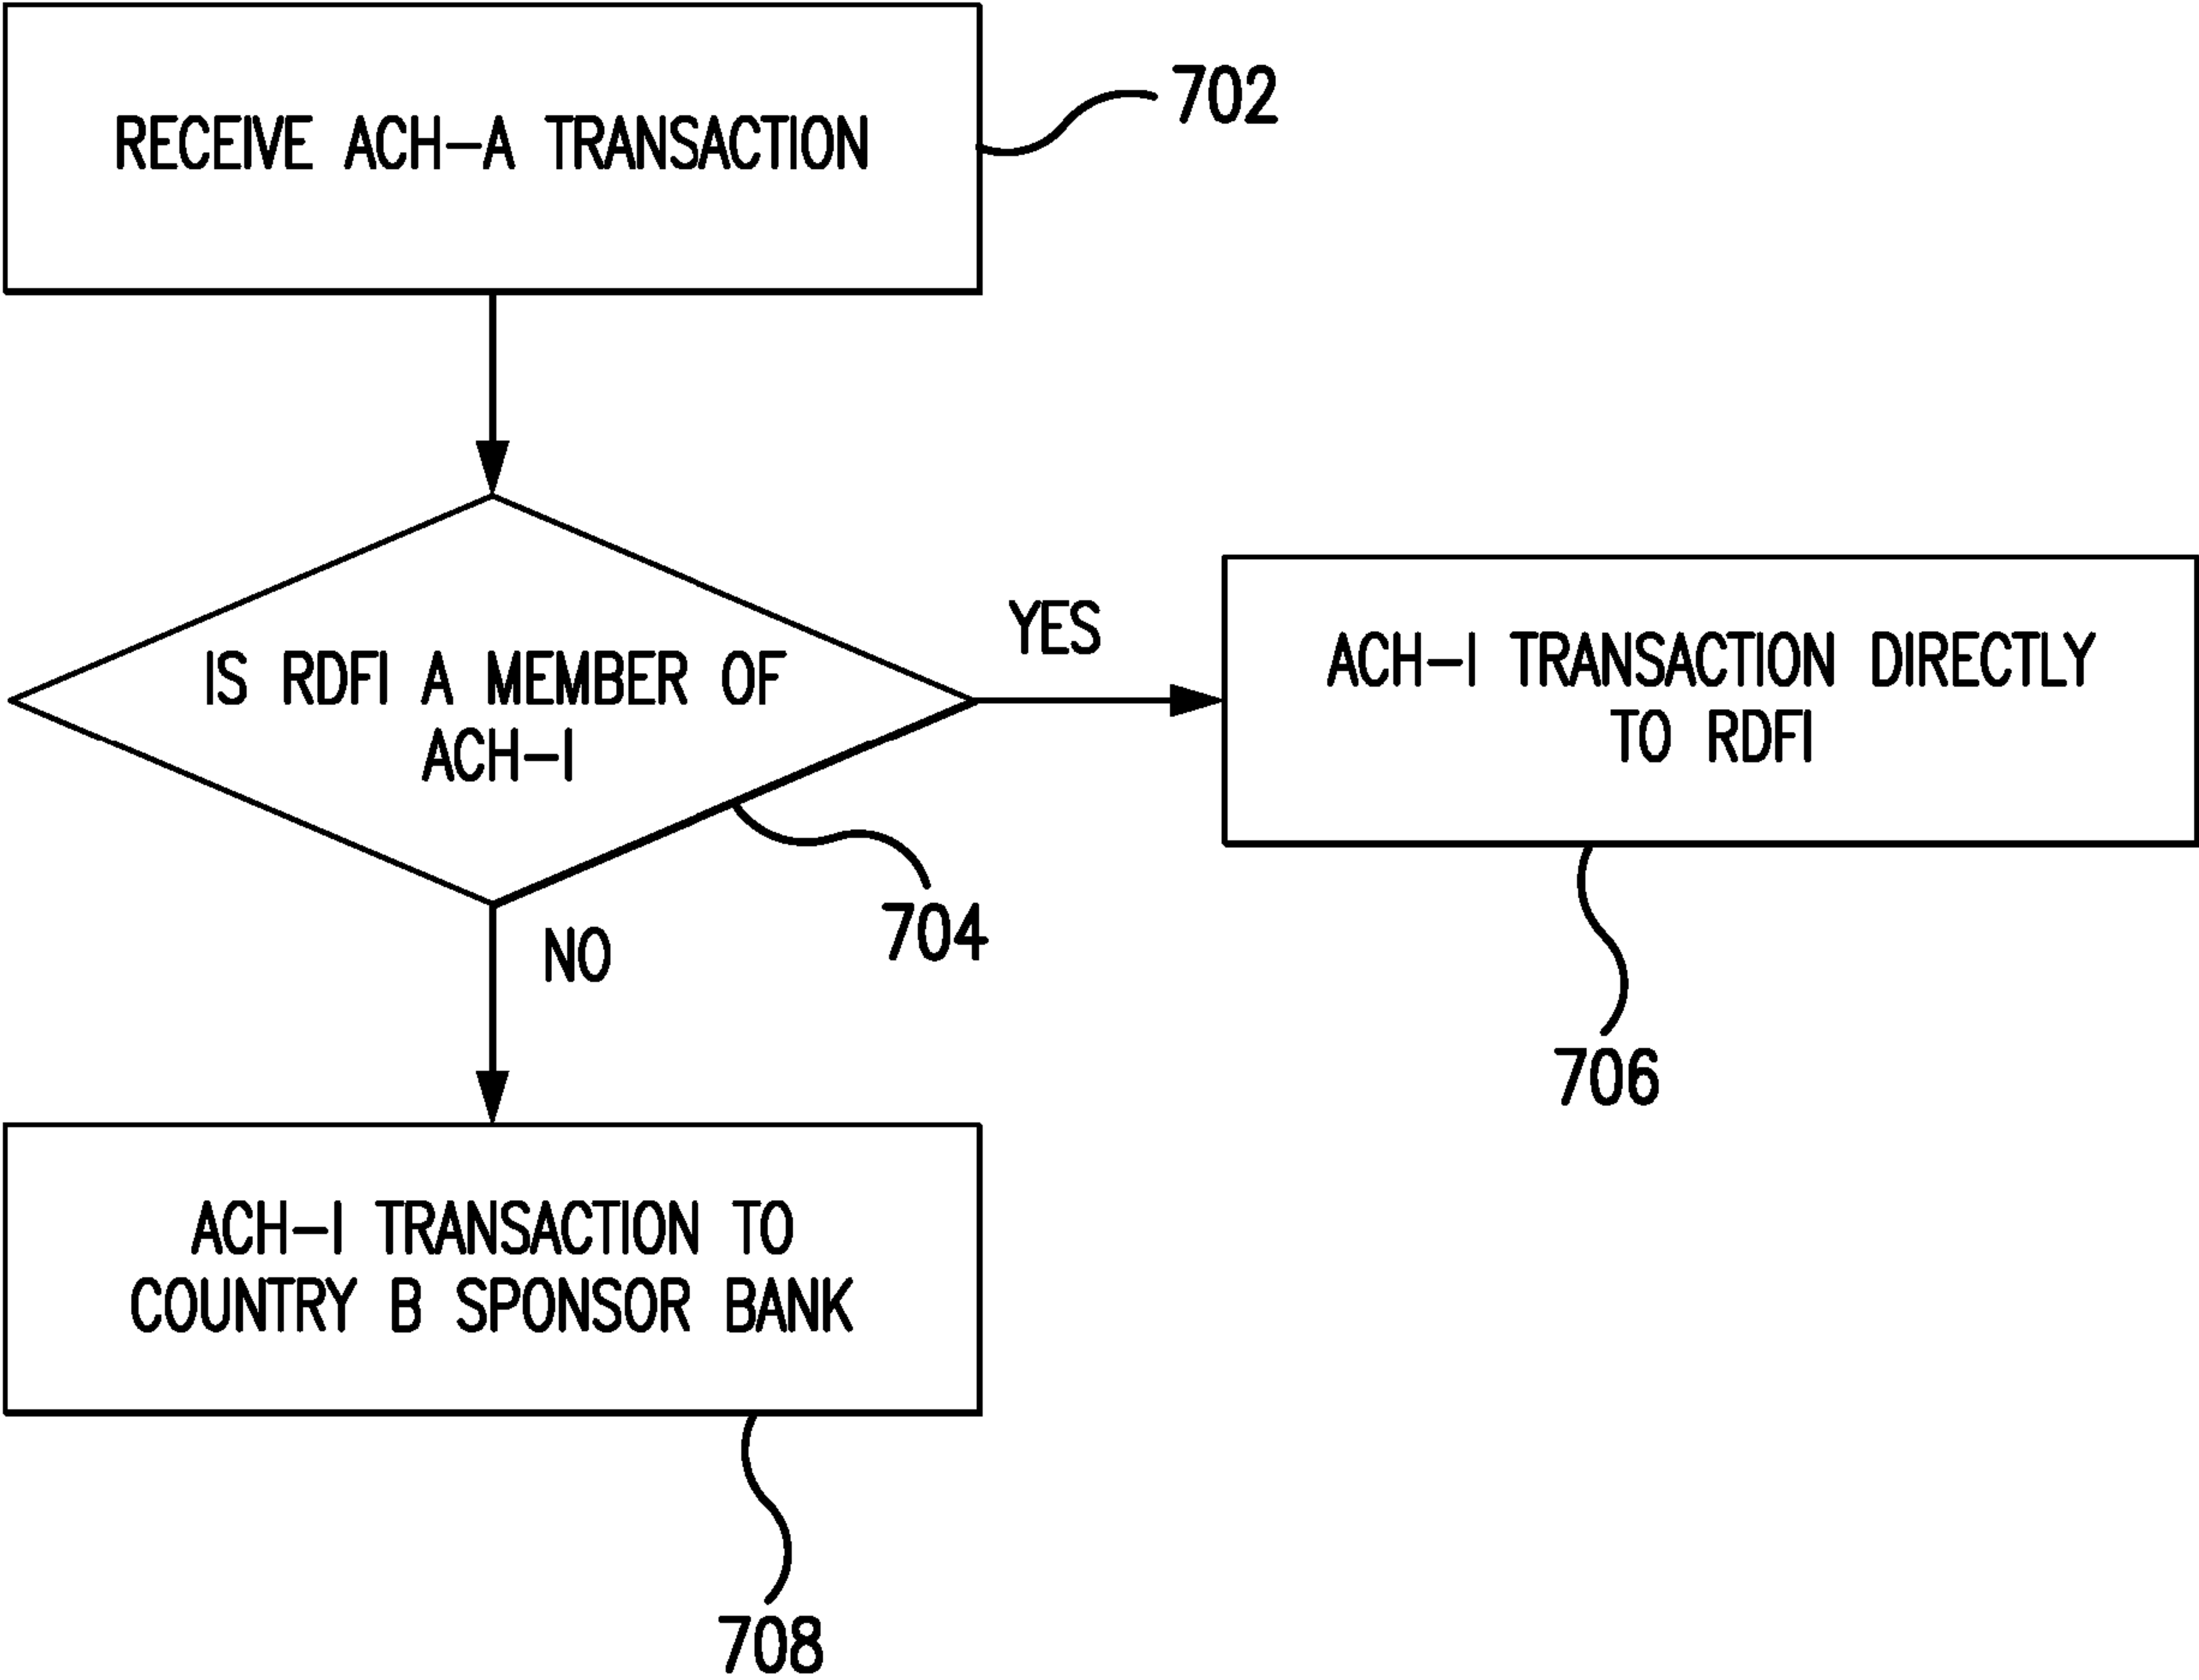 RECEIVE ACH-A TRANSACTION
702
IS RDFI A MEMBER OF
ACH-I
YES
704
NO
ACH-I TRANSACTION DIRECTLY
TO RDFI
706
ACH-I TRANSACTION TO
COUNTRY B SPONSOR BANK
708